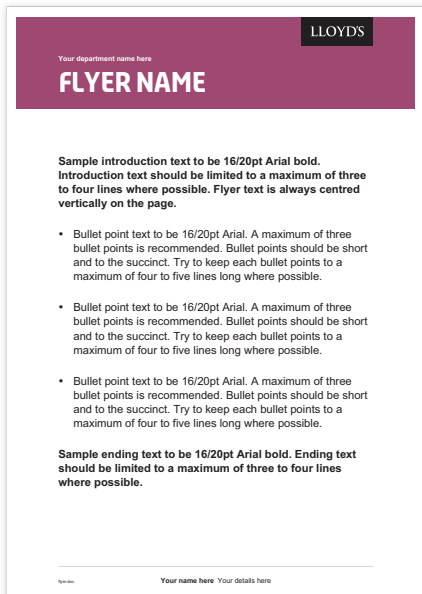 LLOYD'S
Your department name here
FLYER NAME
Sample introduction text to be 16/20pt Arial bold.
Introduction text should be limited to a maximum of three
to four lines where possible. Flyer text is always centred
vertically on the page.
• Bullet point text to be 16/20pt Arial. A maximum of three
bullet points is recommended. Bullet points should be short
and to the succinct. Try to keep each bullet points to a
maximum of four to five lines long where possible.
• Bullet point text to be 16/20pt Arial. A maximum of three
bullet points is recommended. Bullet points should be short
and to the succinct. Try to keep each bullet points to a
maximum of four to five lines long where possible.
• Bullet point text to be 16/20pt Arial. A maximum of three
bullet points is recommended. Bullet points should be short
and to the succinct. Try to keep each bullet points to a
maximum of four to five lines long where possible.
Sample ending text to be 16/20pt Arial bold. Ending text
should be limited to a maximum of three to four lines
where possible.
Your name here Your details here